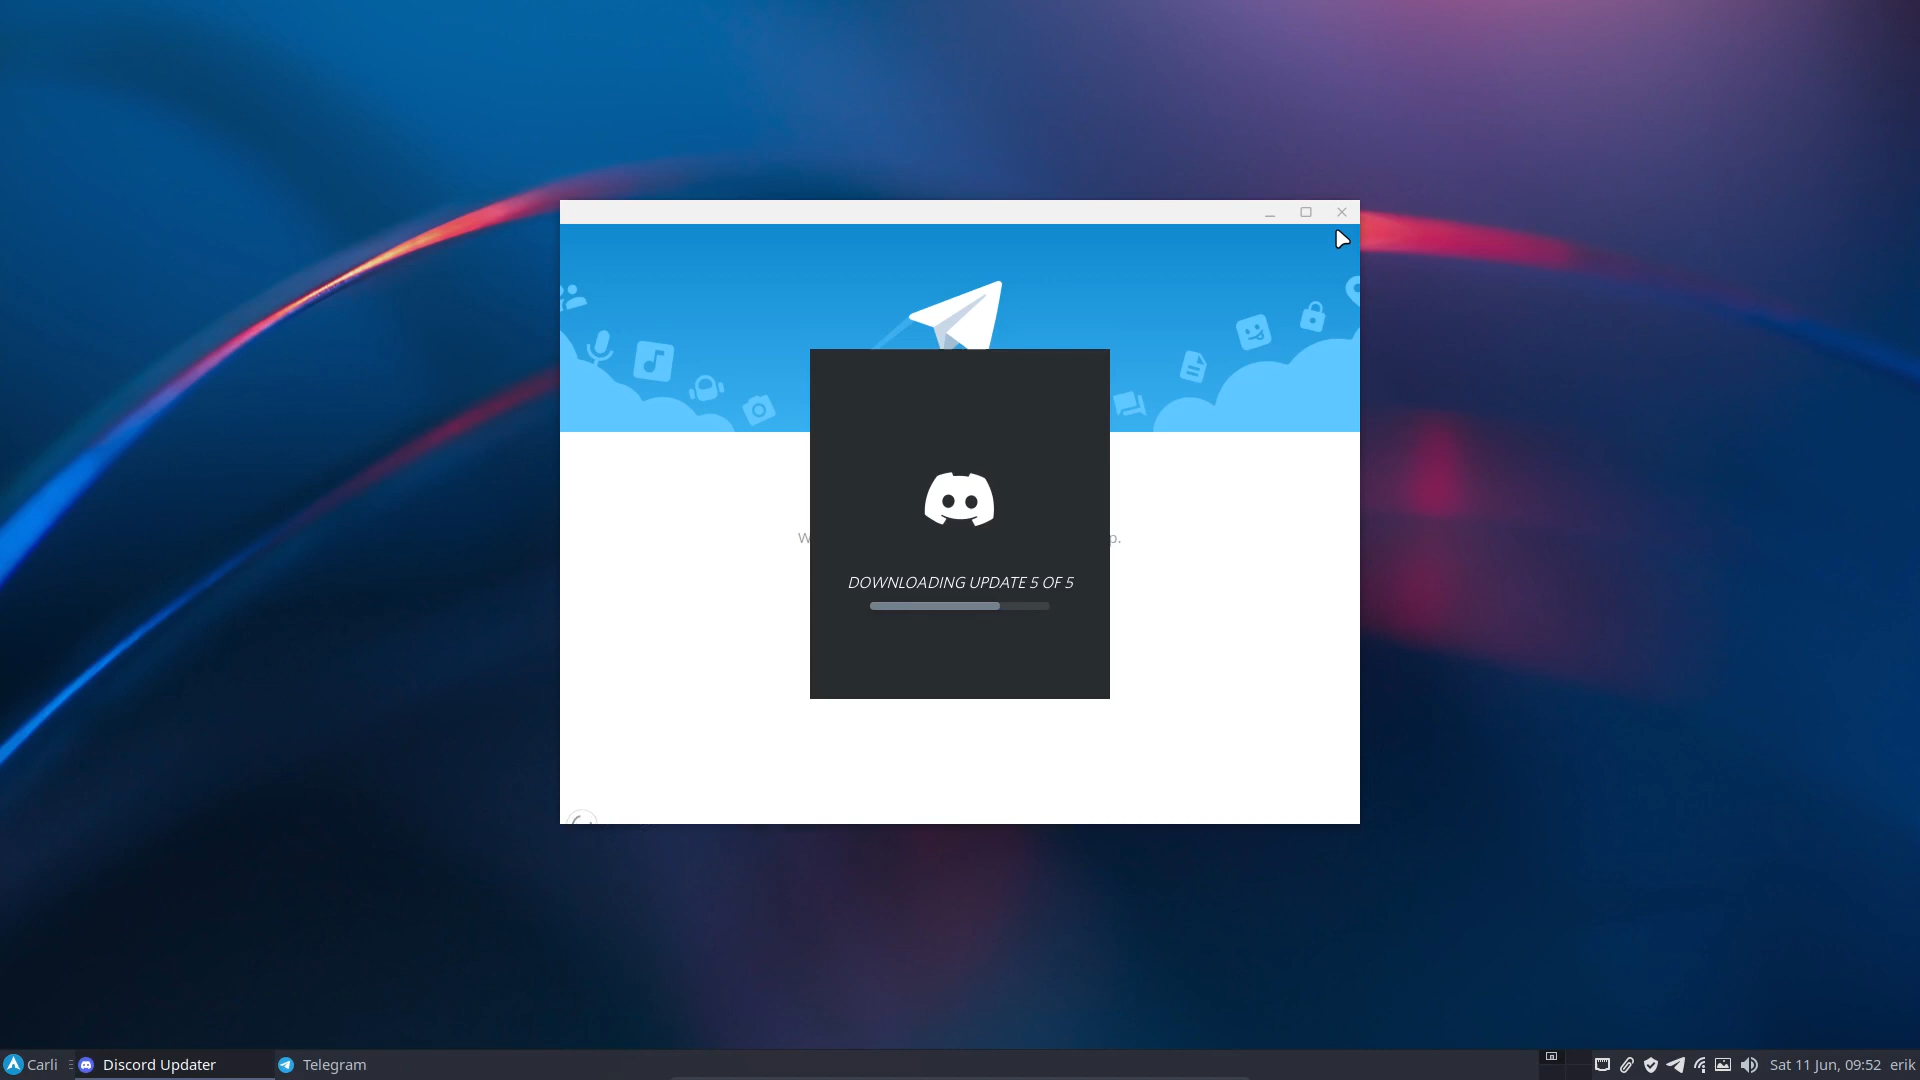 W
p.
DOWNLOADING UPDATE 5 OF 5
Carli
Discord Updater
Telegram
Sat 11 Jun, 09:52
erik